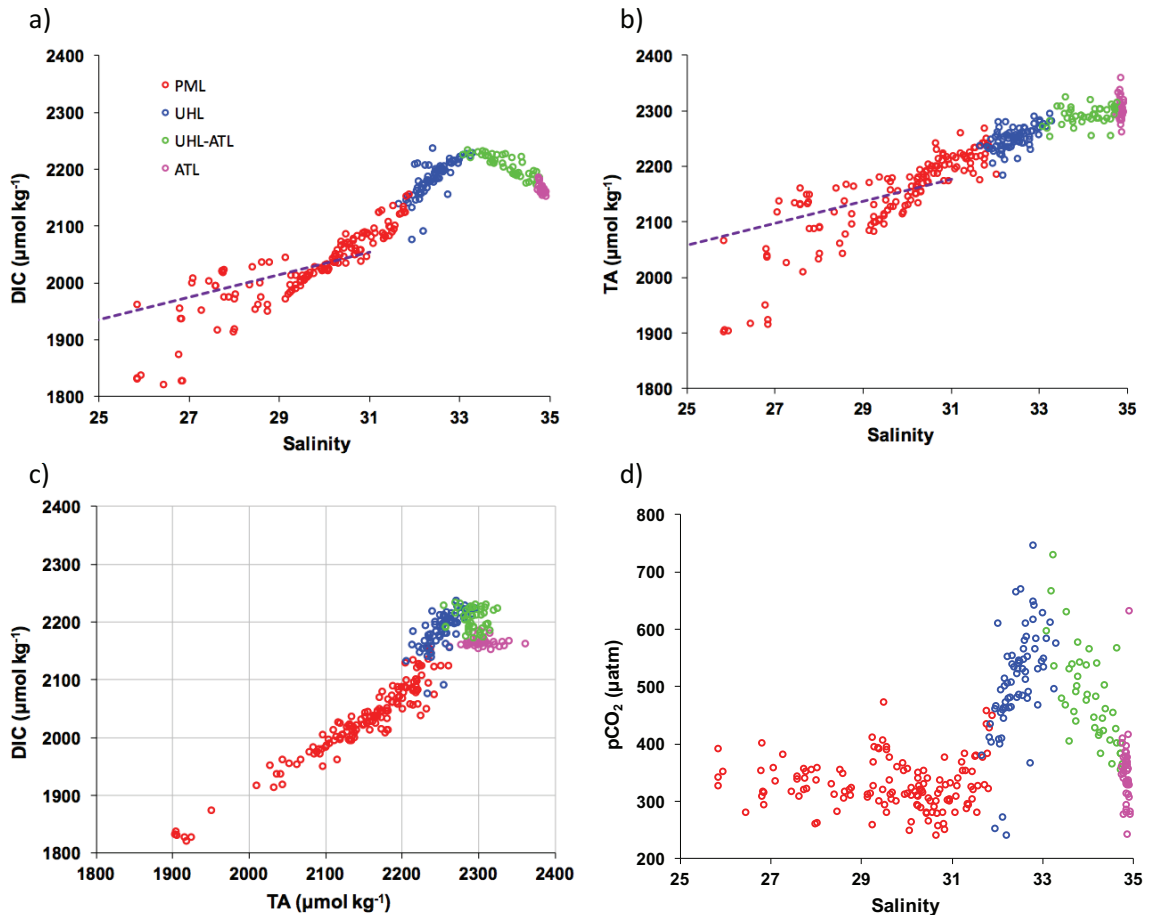 a)
b)
2400
2300
2200
2100
2000
1900
1800
DIC (μmol kg⁻¹)
PML
UHL
UHL-ATL
ATL
25 27 29 31 33 35
Salinity
2400
2300
2200
2100
2000
1900
1800
TA (μmol kg⁻¹)
25 27 29 31 33 35
Salinity
c)
d)
2400
2300
2200
2100
2000
1900
1800
DIC (μmol kg⁻¹)
1800 1900 2000 2100 2200 2300 2400
TA (μmol kg⁻¹)
800
700
600
500
400
300
200
pCO₂ (μatm)
25 27 29 31 33 35
Salinity